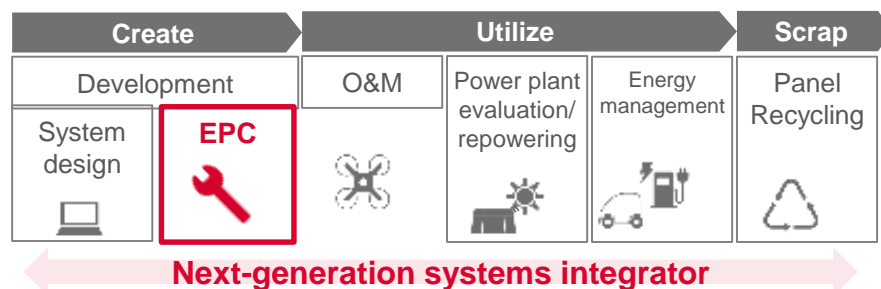 Create
Utilize
Scrap
Development
System
design
EPC
O&M
Power plant
evaluation/
repowering
Energy
management
Panel
Recycling
Next-generation systems integrator